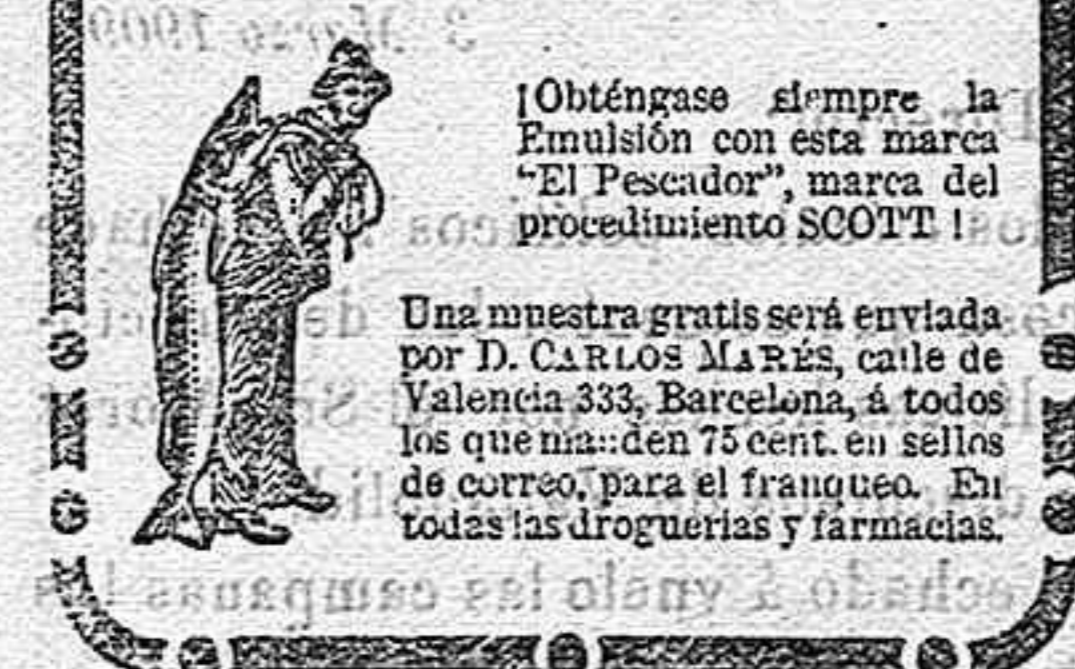 ¡Obténgase siempre la
Emulsión con esta marca
"El Pescador", marca del
procedimiento SCOTT !
Una muestra gratis será enviada
por D. CARLOS MARÉS, calle de
Valencia 333, Barcelona, á todos
los que manden 75 cent. en sellos
de correo, para el franqueo. En
todas las droguerias y farmacias.